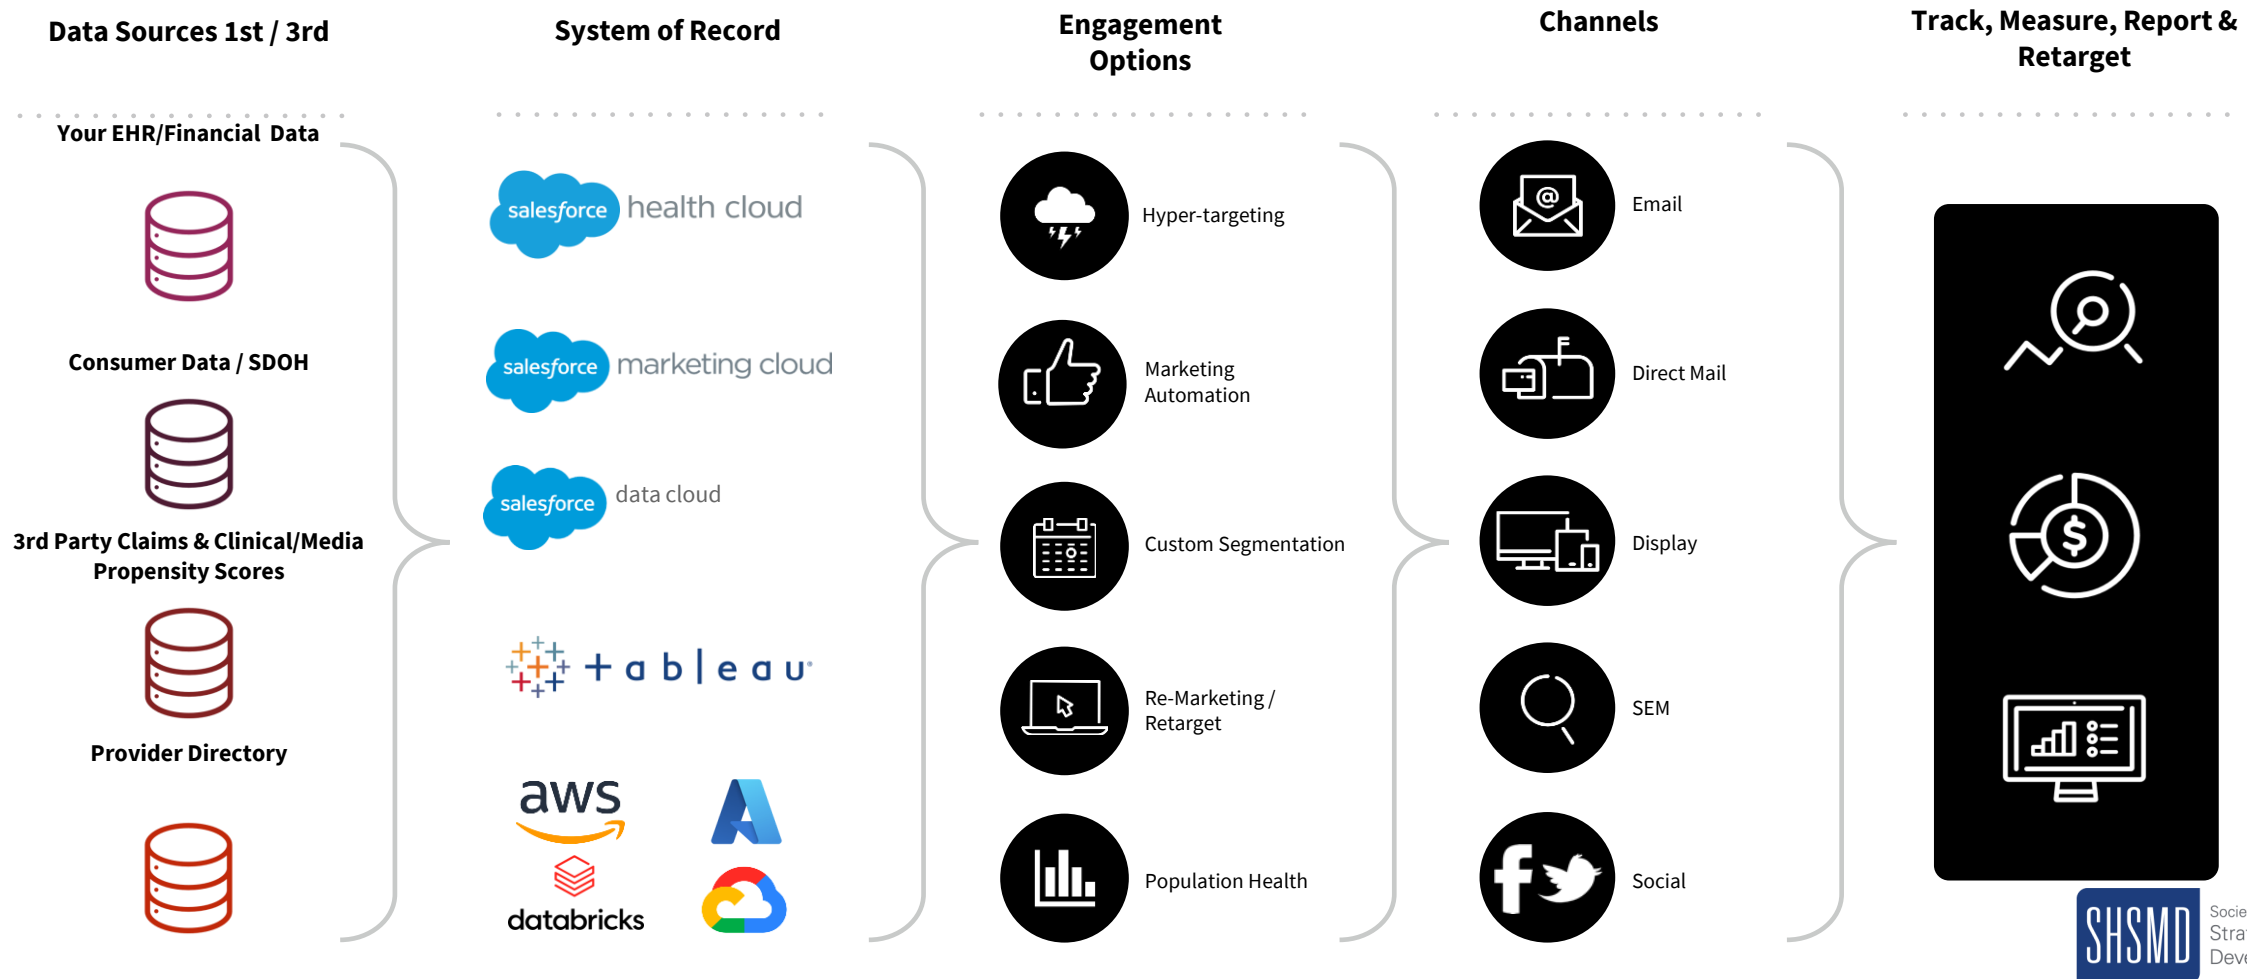 Data Sources 1st / 3rd
Your EHR/Financial  Data
Consumer Data / SDOH
3rd Party Claims & Clinical/Media
Propensity Scores
Provider Directory
System of Record
salesforce health cloud
salesforce marketing cloud
salesforce data cloud
+ a b l e a u
aws
databricks
Engagement
Options
Hyper-targeting
Marketing
Automation
Custom Segmentation
Re-Marketing /
Retarget
Population Health
Channels
@
Email
Direct Mail
Display
SEM
f
Social
Track, Measure, Report &
Retarget
$
SHSMD